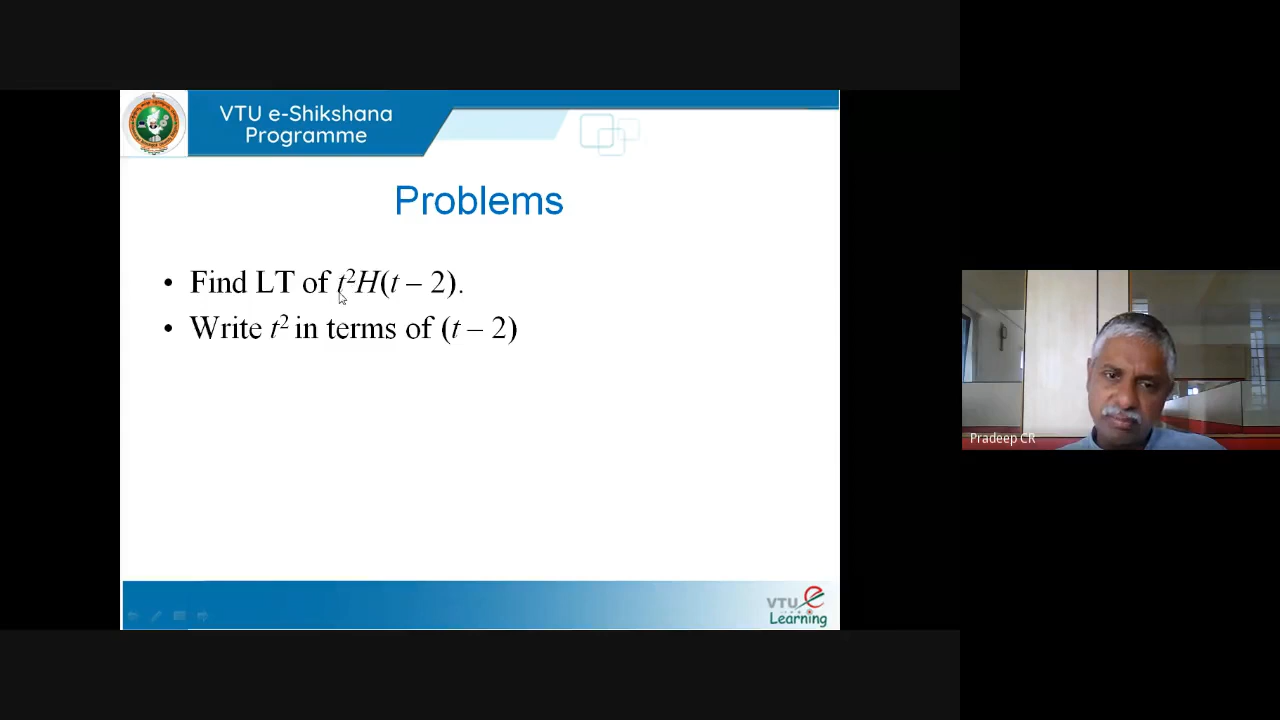 VTU e-Shikshana
Programme
Problems
• Find LT of t²H(t – 2).
• Write t² in terms of (t – 2)
Pradeep CR
VTU e
Learning